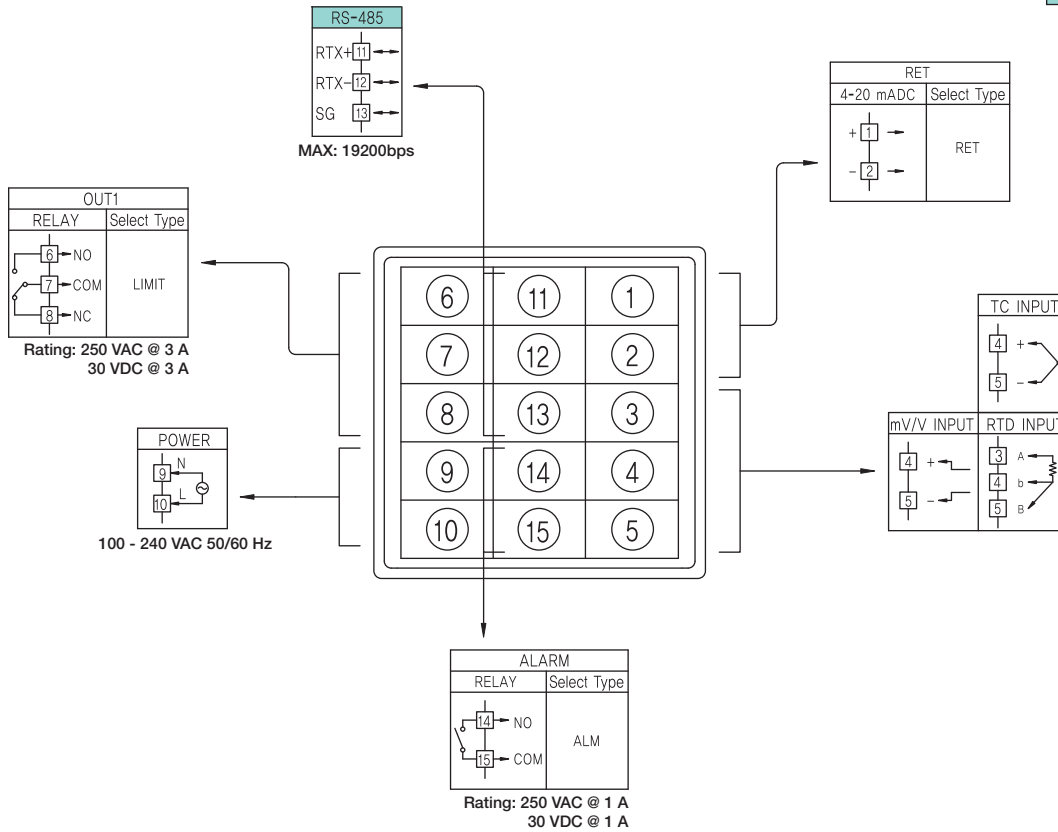 RS-485
RTX+ 11
RTX- 12
SG 13
MAX: 19200bps
RET
4-20 mADC Select Type
+ 1
- 2
RET
OUT1
RELAY Select Type
6 NO
7 COM
8 NC
LIMIT
Rating: 250 VAC @ 3 A
30 VDC @ 3 A
6 11 1
7 12 2
8 13 3
9 14 4
10 15 5
TC INPUT
4 +
5 -
mV/V INPUT
4 +
5 -
RTD INPUT
3 A
4 b
5 B
POWER
9 N
10 L
100 - 240 VAC 50/60 Hz
ALARM
RELAY Select Type
14 NO
15 COM
ALM
Rating: 250 VAC @ 1 A
30 VDC @ 1 A